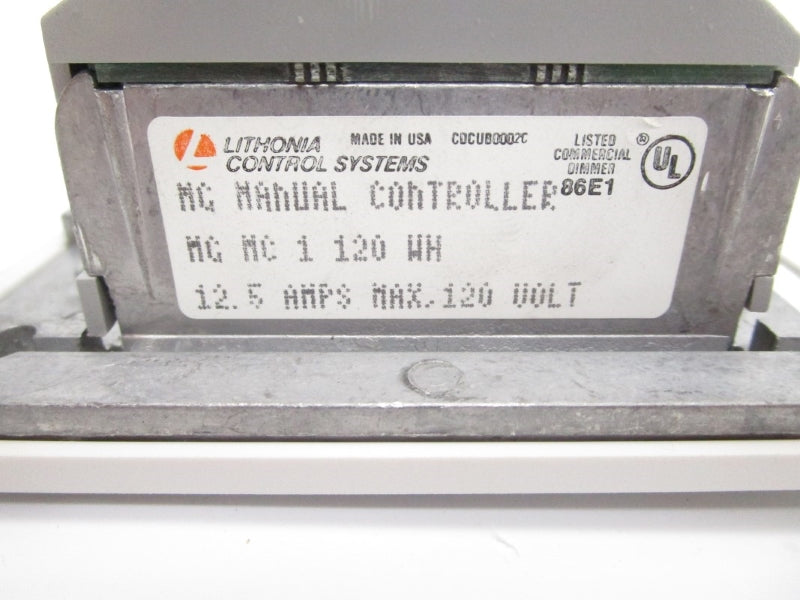 LITHONIA MADE IN USA CDCUB0002C
CONTROL SYSTEMS
LISTED
COMMERCIAL
DIMMER
86E1
® UL
MG MANUAL CONTROLLER
MG MC 1 120 WH
12.5 AMPS MAX,120 VOLT